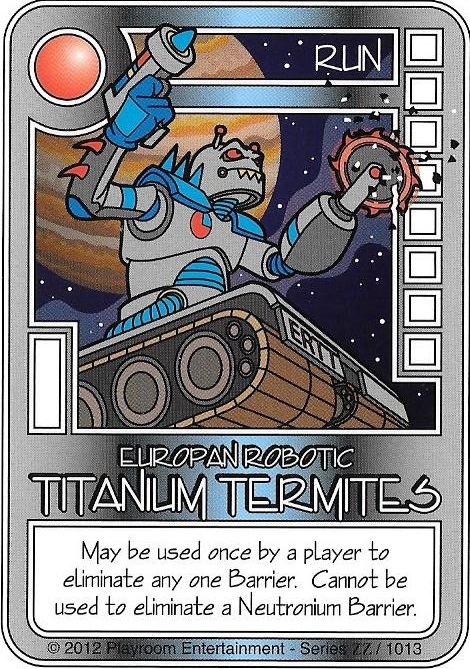 RUN
ERTT
EUROPAN ROBOTIC
TITANIUM TERMITES
May be used once by a player to
eliminate any one Barrier. Cannot be
used to eliminate a Neutronium Barrier.
© 2012 Playroom Entertainment - Series ZZ / 1013